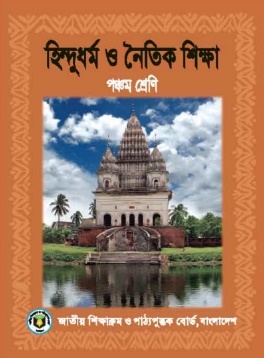 হিন্দুধর্ম ও নৈতিক শিক্ষা
পঞ্চম শ্রেণি
জাতীয় শিক্ষাক্রম ও পাঠ্যপুস্তক বোর্ড, বাংলাদেশ